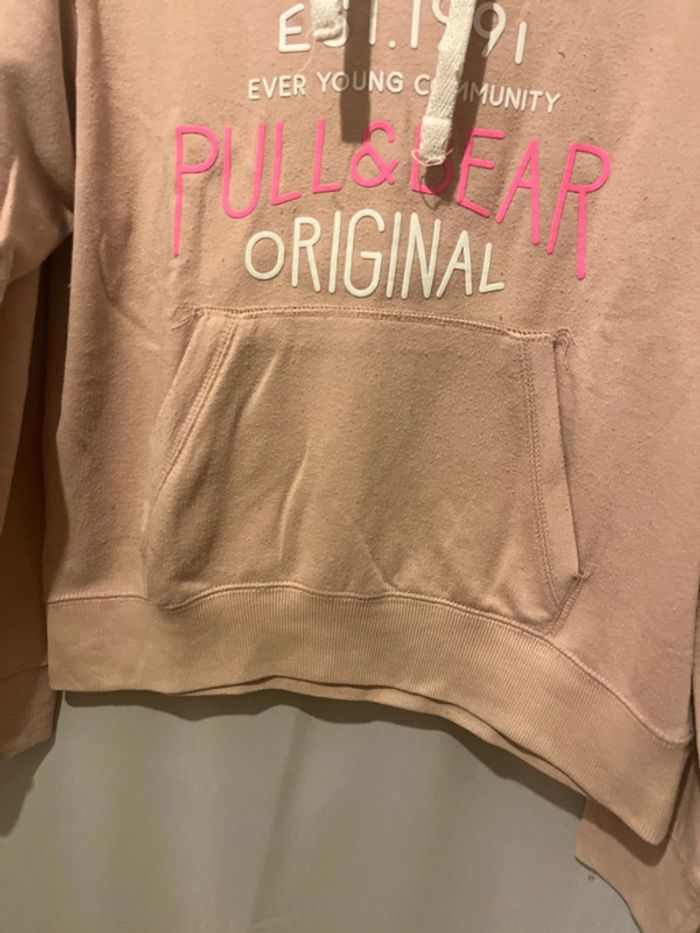 EST.1991
EVER YOUNG COMMUNITY
PULL&BEAR
ORIGINAL